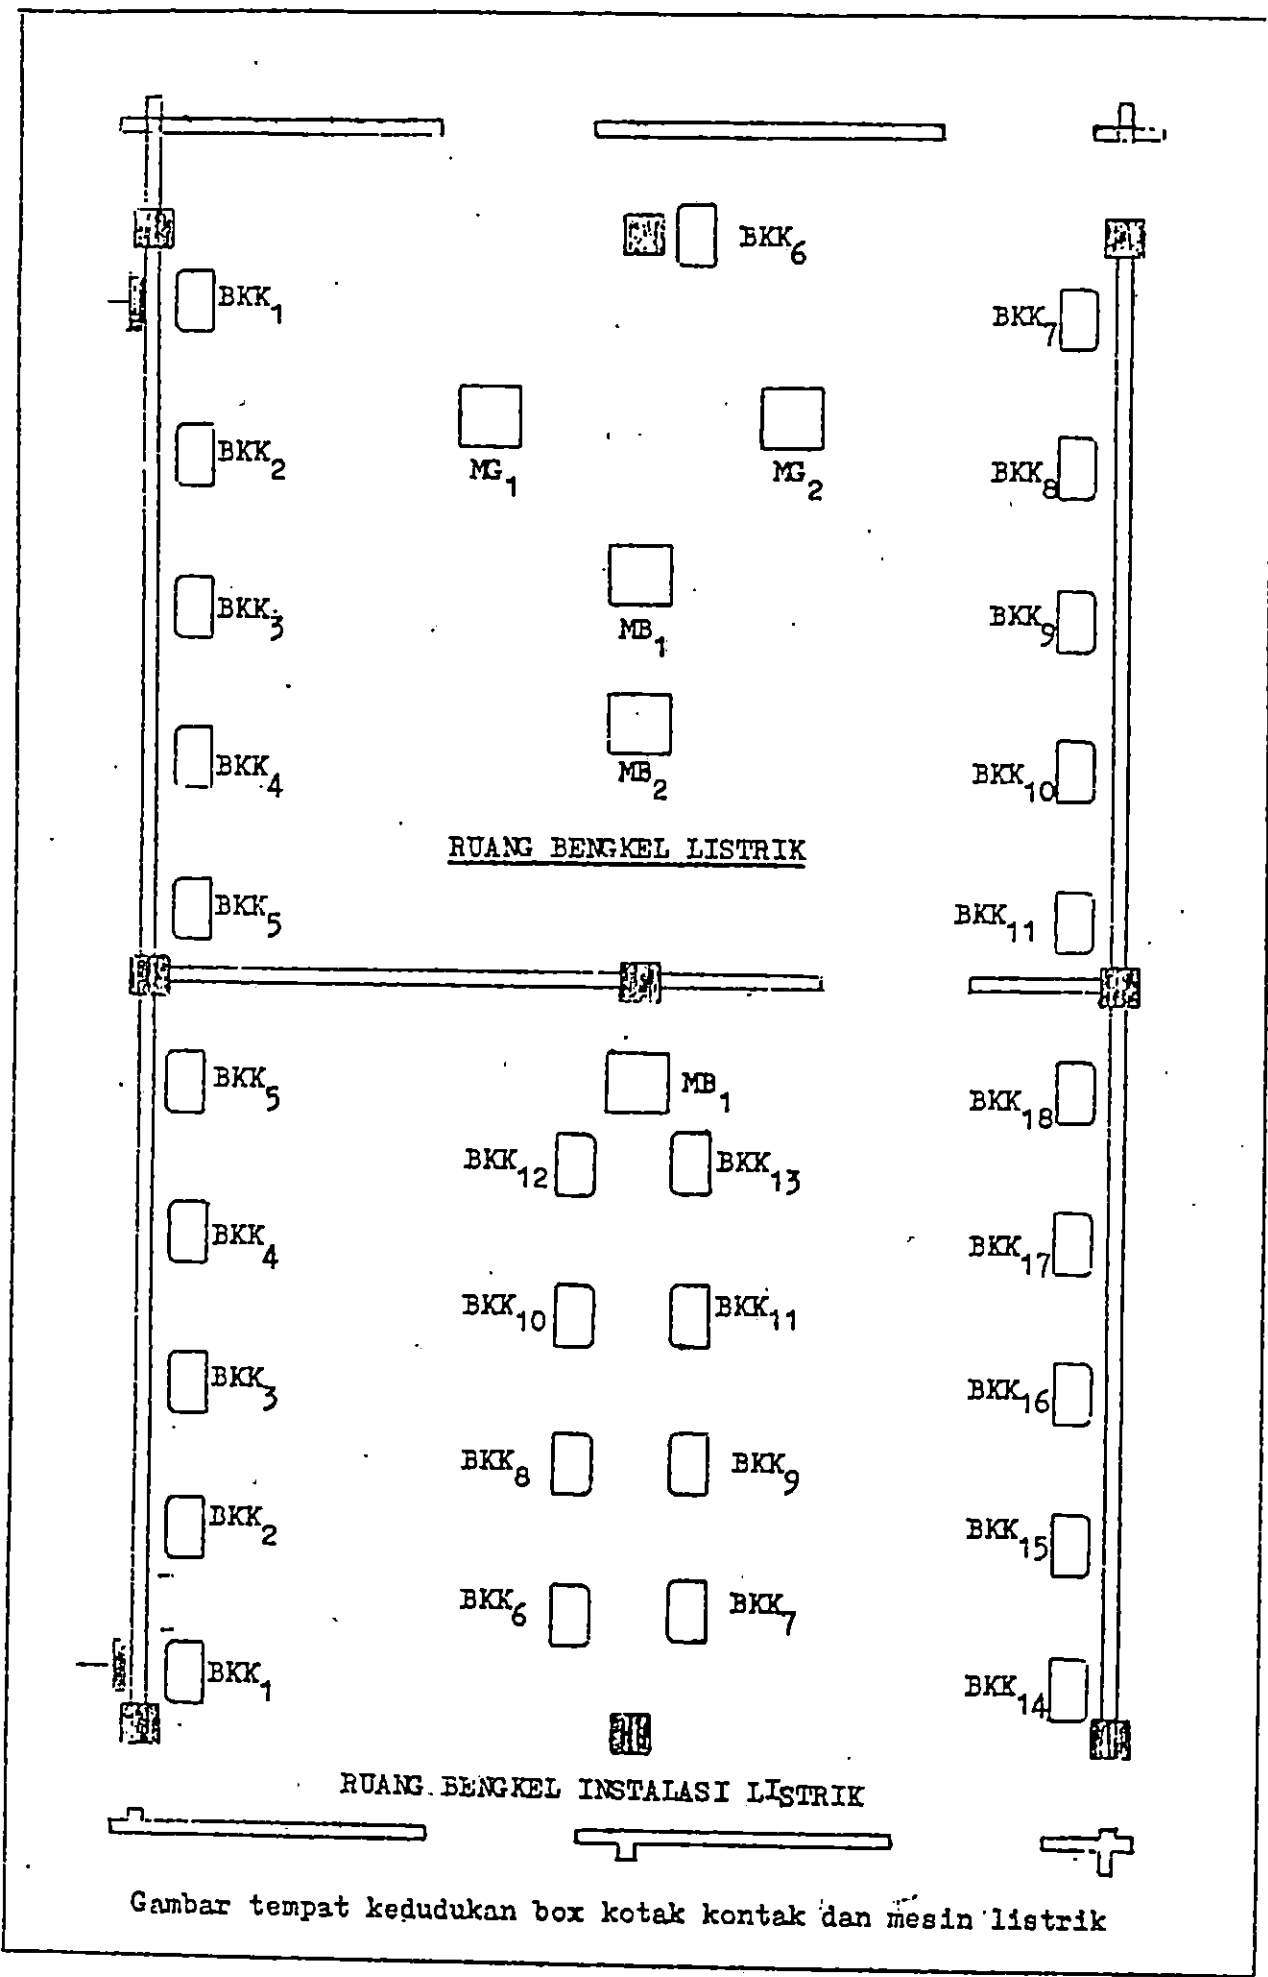 BKK6
BKK1
BKK7
BKK2
MG1
MG2
BKK8
BKK3
MB1
BKK9
BKK4
MB2
BKK10
RUANG BENGKEL LISTRIK
BKK5
BKK11
BKK5
MB1
BKK18
BKK12
BKK13
BKK4
BKK17
BKK10
BKK11
BKK3
BKK16
BKK8
BKK9
BKK2
BKK15
BKK6
BKK7
BKK1
BKK14
RUANG BENGKEL INSTALASI LISTRIK
Gambar tempat kedudukan box kotak kontak dan mesin listrik